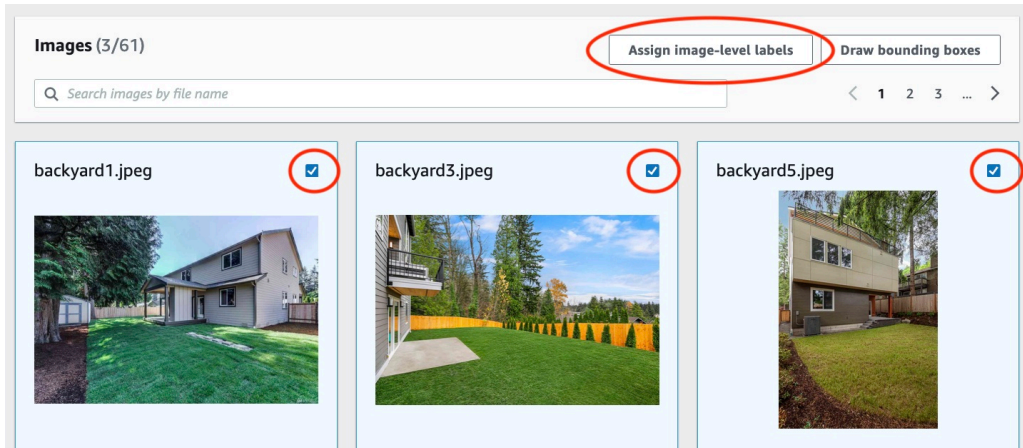 Images (3/61)
Assign image-level labels
Draw bounding boxes
Search images by file name
1 2 3 ...
backyard1.jpeg
backyard3.jpeg
backyard5.jpeg